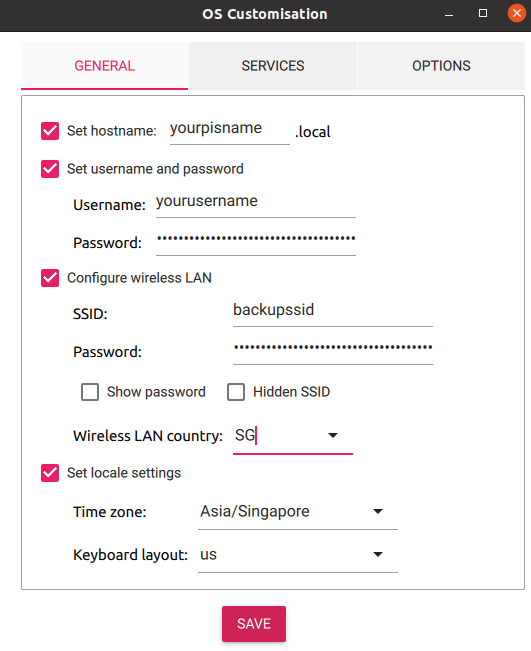 OS Customisation
GENERAL SERVICES OPTIONS
Set hostname: yourpisname .local
Set username and password
Username: yourusername
Password: ••••••••••••••••••••••••••••••••••••
Configure wireless LAN
SSID: backupssid
Password: ••••••••••••••••••••••••••••••••••••
Show password Hidden SSID
Wireless LAN country: SG
Set locale settings
Time zone: Asia/Singapore
Keyboard layout: us
SAVE